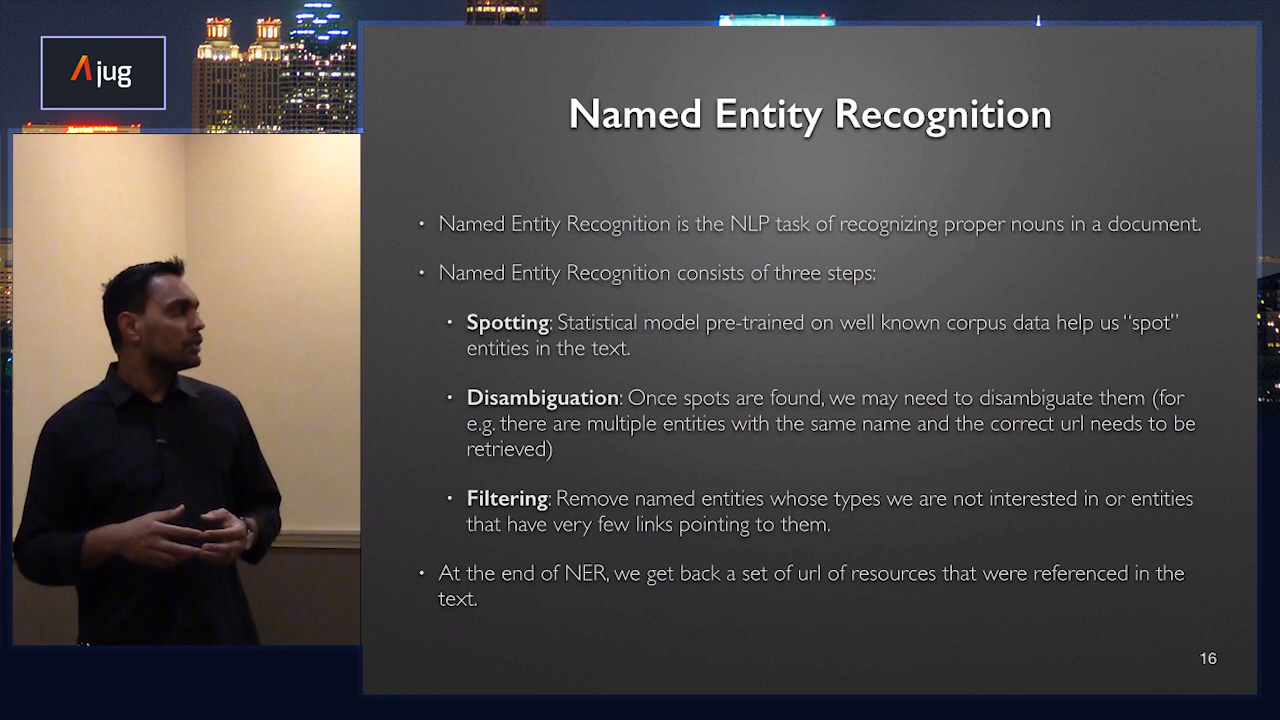 jug
Named Entity Recognition
• Named Entity Recognition is the NLP task of recognizing proper nouns in a document.
• Named Entity Recognition consists of three steps:
• Spotting: Statistical model pre-trained on well known corpus data help us “spot”
entities in the text.
• Disambiguation: Once spots are found, we may need to disambiguate them (for
e.g. there are multiple entities with the same name and the correct url needs to be
retrieved)
• Filtering: Remove named entities whose types we are not interested in or entities
that have very few links pointing to them.
• At the end of NER, we get back a set of url of resources that were referenced in the
text.
16